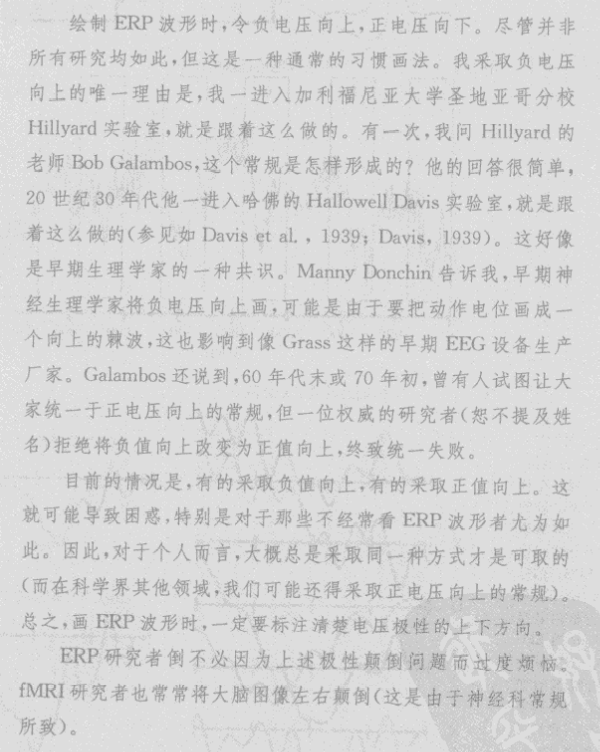 绘制 ERP 波形时,令负电压向上,正电压向下。尽管并非
所有研究均如此,但这是一种通常的习惯画法。我采取负电压
向上的唯一理由是,我一进入加利福尼亚大学圣地亚哥分校
Hillyard 实验室,就是跟着这么做的。有一次,我问 Hillyard 的
老师 Bob Galambos,这个常规是怎样形成的? 他的回答很简单,
20 世纪 30 年代他一进入哈佛的 Hallowell Davis 实验室,就是跟
着这么做的(参见如 Davis et al. , 1939; Davis, 1939)。这好像
是早期生理学家的一种共识。Manny Donchin 告诉我,早期神
经生理学家将负电压向上画,可能是由于要把动作电位画成一
个向上的棘波,这也影响到像 Grass 这样的早期 EEG 设备生产
厂家。Galambos 还说到,60 年代末或 70 年初,曾有人试图让大
家统一于正电压向上的常规,但一位权威的研究者(恕不提及姓
名)拒绝将负值向上改变为正值向上,终致统一失败。
目前的情况是,有的采取负值向上,有的采取正值向上。这
就可能导致困惑,特别是对于那些不经常看 ERP 波形者尤为如
此。因此,对于个人而言,大概总是采取同一种方式才是可取的
(而在科学界其他领域,我们可能还得采取正电压向上的常规)。
总之,画 ERP 波形时,一定要标注清楚电压极性的上下方向。
ERP 研究者倒不必因为上述极性颠倒问题而过度烦恼。
fMRI 研究者也常常将大脑图像左右颠倒(这是由于神经科常规
所致)。